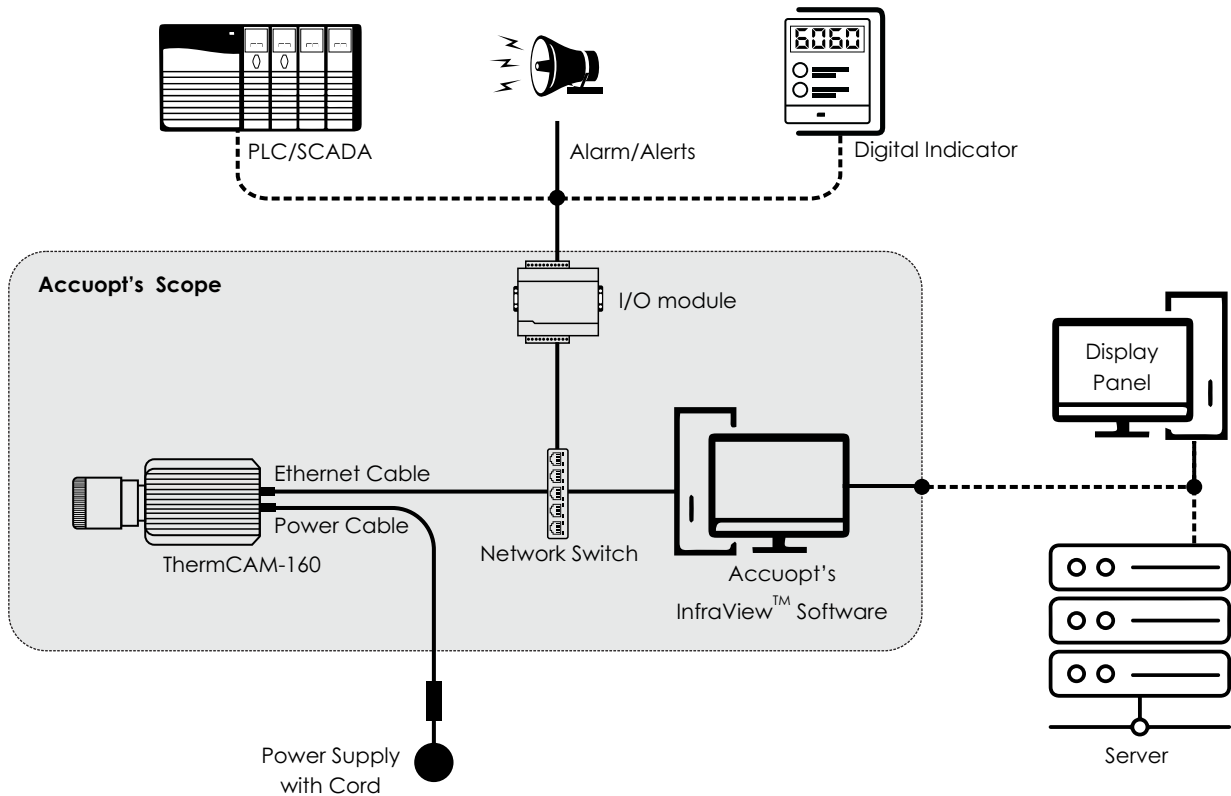 6060
PLC/SCADA
Alarm/Alerts
Digital Indicator
Accuopt's Scope
I/O module
Display
Panel
Ethernet Cable
Power Cable
ThermCAM-160
Network Switch
Accuopt's
InfraView™ Software
Power Supply
with Cord
Server